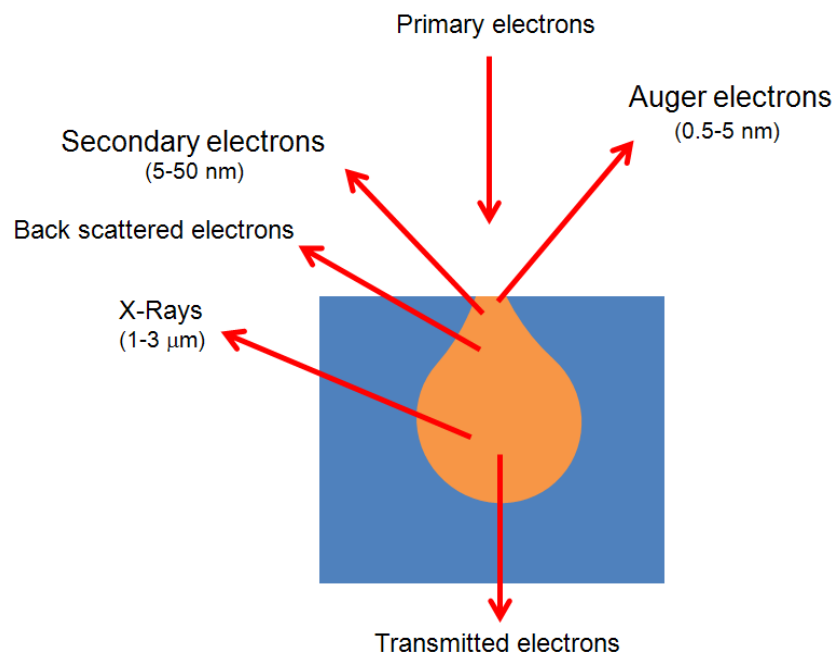 Primary electrons
Auger electrons
(0.5-5 nm)
Secondary electrons
(5-50 nm)
Back scattered electrons
X-Rays
(1-3 μm)
Transmitted electrons